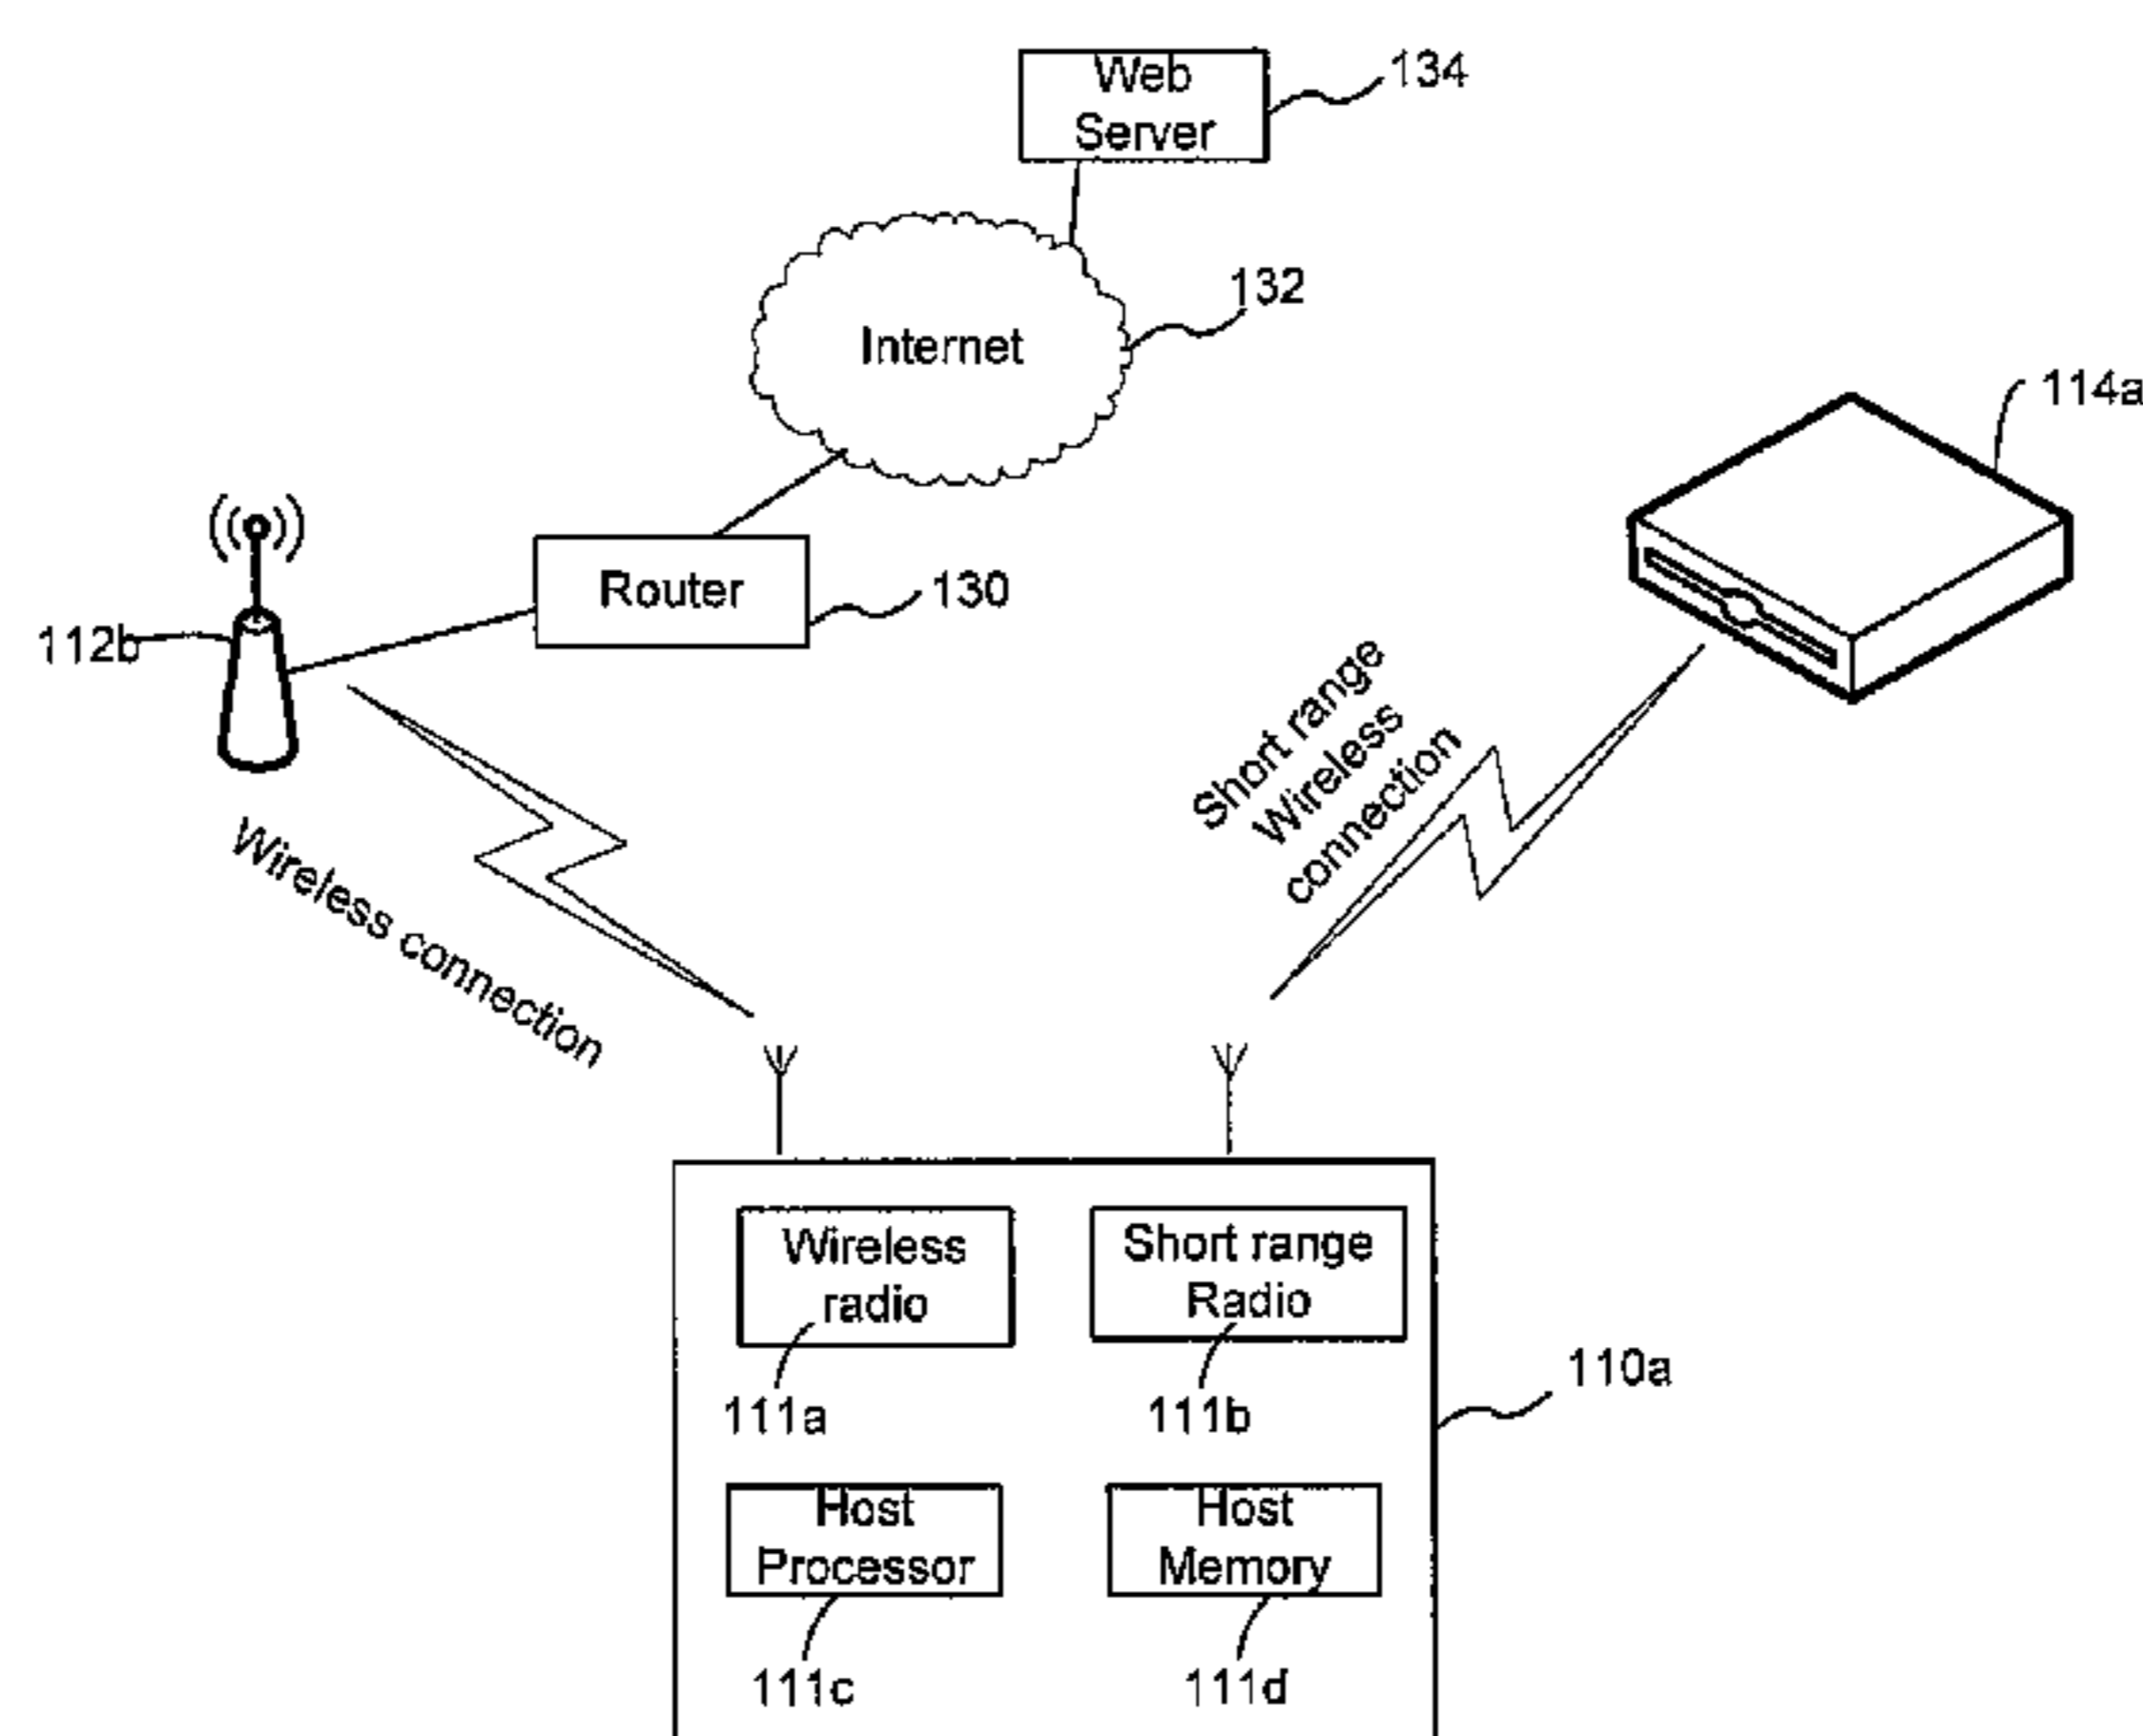 Web
Server
134
Internet
132
114a
Router
130
112b
Short range
Wireless
connection
Wireless connection
Wireless
radio
111a
Short range
Radio
111b
110a
Host
Processor
111c
Host
Memory
111d